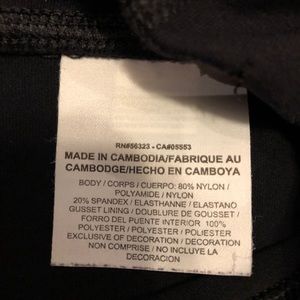 RN#56323 - CA#05553
MADE IN CAMBODIA/FABRIQUE AU
CAMBODGE/HECHO EN CAMBOYA
BODY / CORPS / CUERPO: 80% NYLON /
POLYAMIDE / NYLON
20% SPANDEX / ELASTHANNE / ELASTANO
GUSSET LINING / DOUBLURE DE GOUSSET /
FORRO DEL PUENTE INTERIOR 100%
POLYESTER / POLYESTER / POLIESTER
EXCLUSIVE OF DECORATION / DECORATION
NON COMPRISE / NO INCLUYE LA
DECORACION